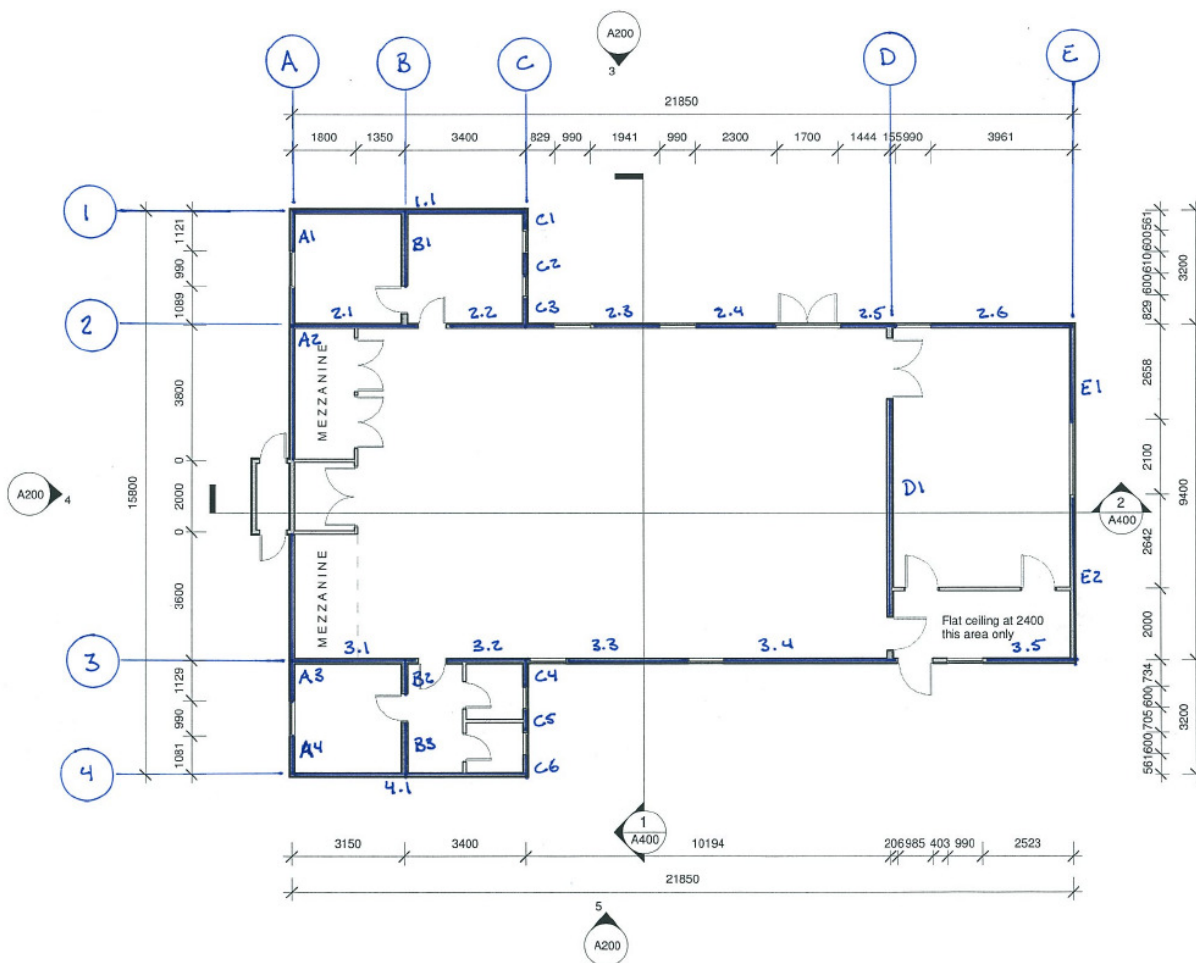 A200
3
A
B
C
D
E
21850
1800
1350
3400
829
990
1941
990
2300
1700
1444
155
990
3961
1
1.1
C1
A1
B1
C2
C3
2.1
2.2
2.3
2.4
2.5
2.6
2
A2
MEZZANINE
1121
990
1089
3800
0
2000
0
3600
1129
990
1081
15800
561
600
610
600
829
3200
2658
2100
2642
2000
9400
734
600
705
600
561
3200
E1
D1
E2
A200
4
2
A400
MEZZANINE
Flat ceiling at 2400
this area only
3
3.1
3.2
3.3
3.4
3.5
A3
B2
C4
C5
A4
B3
C6
4
4.1
1
A400
3150
3400
10194
206
985
403
990
2523
21850
5
A200